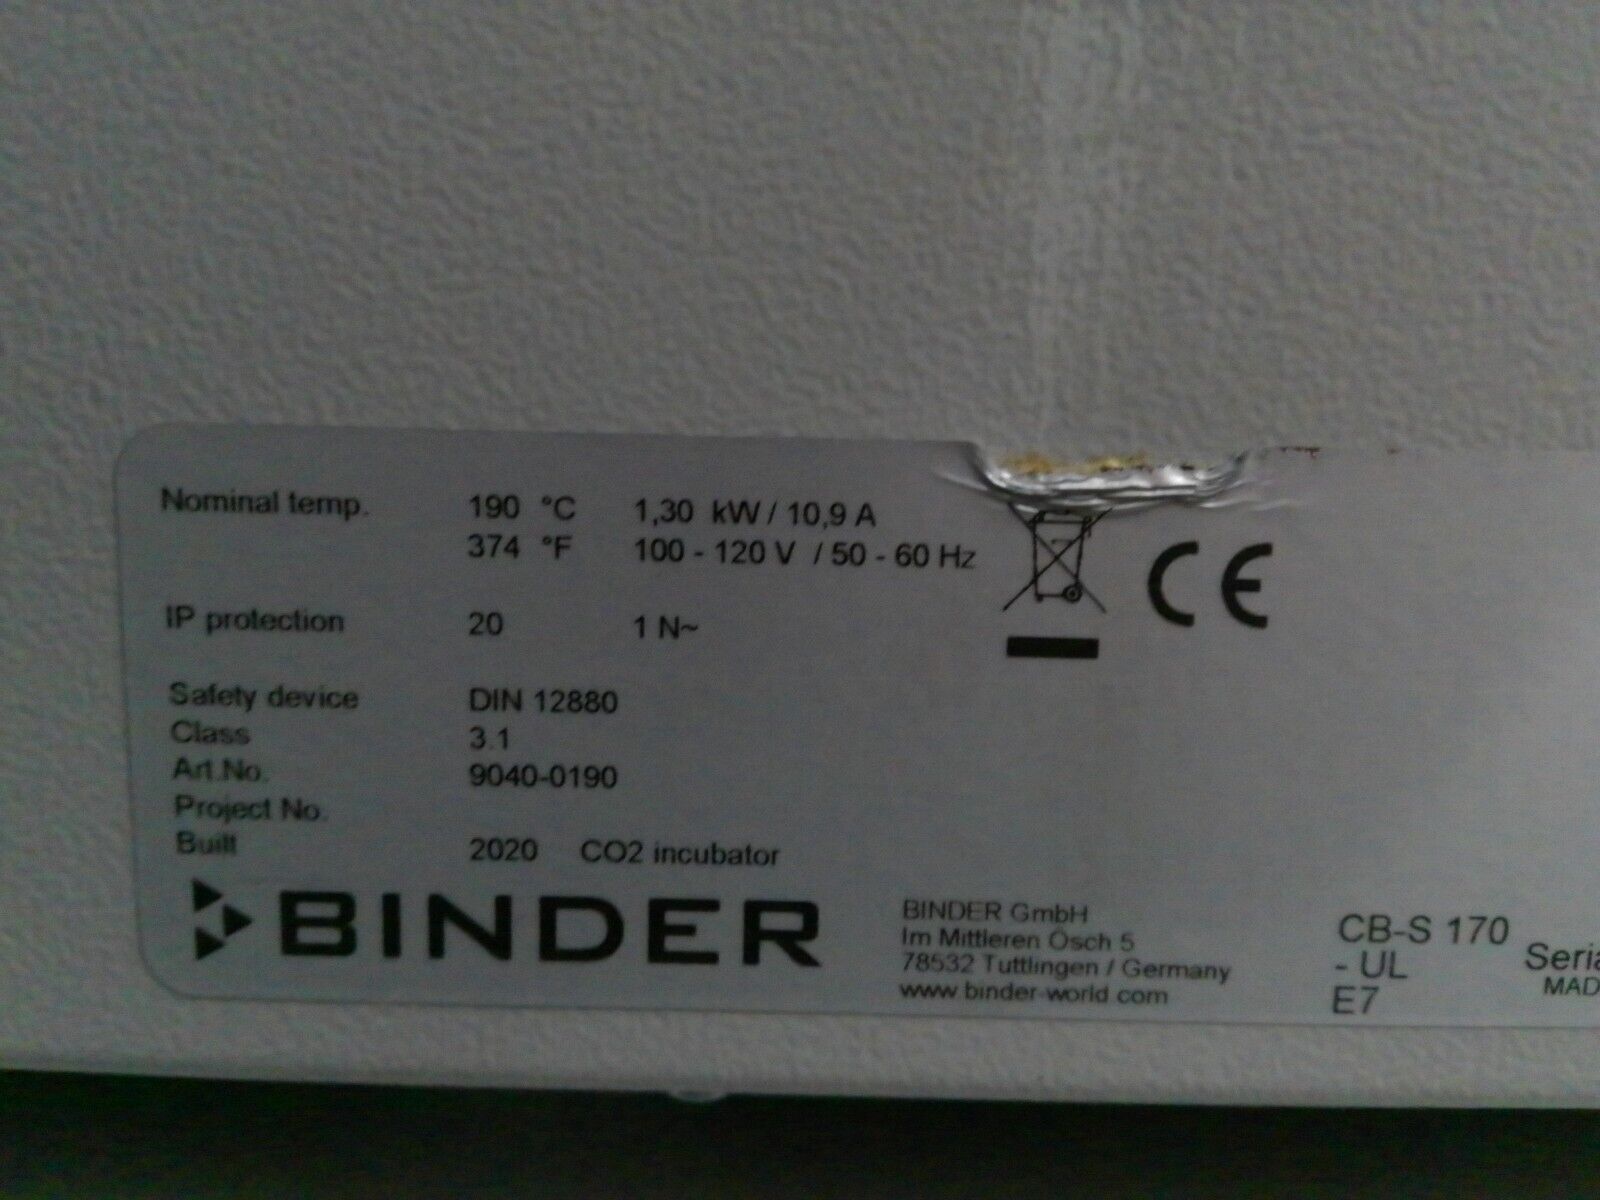 Nominal temp. 190 °C 1,30 kW / 10,9 A
374 °F 100 - 120 V / 50 - 60 Hz
IP protection 20 1 N~
Safety device DIN 12880
Class 3.1
Art.No. 9040-0190
Project No.
Built 2020 CO2 incubator
CE
BINDER
BINDER GmbH
Im Mittleren Ösch 5
78532 Tuttlingen / Germany
www.binder-world.com
CB-S 170
- UL
E7
Seria
MAD